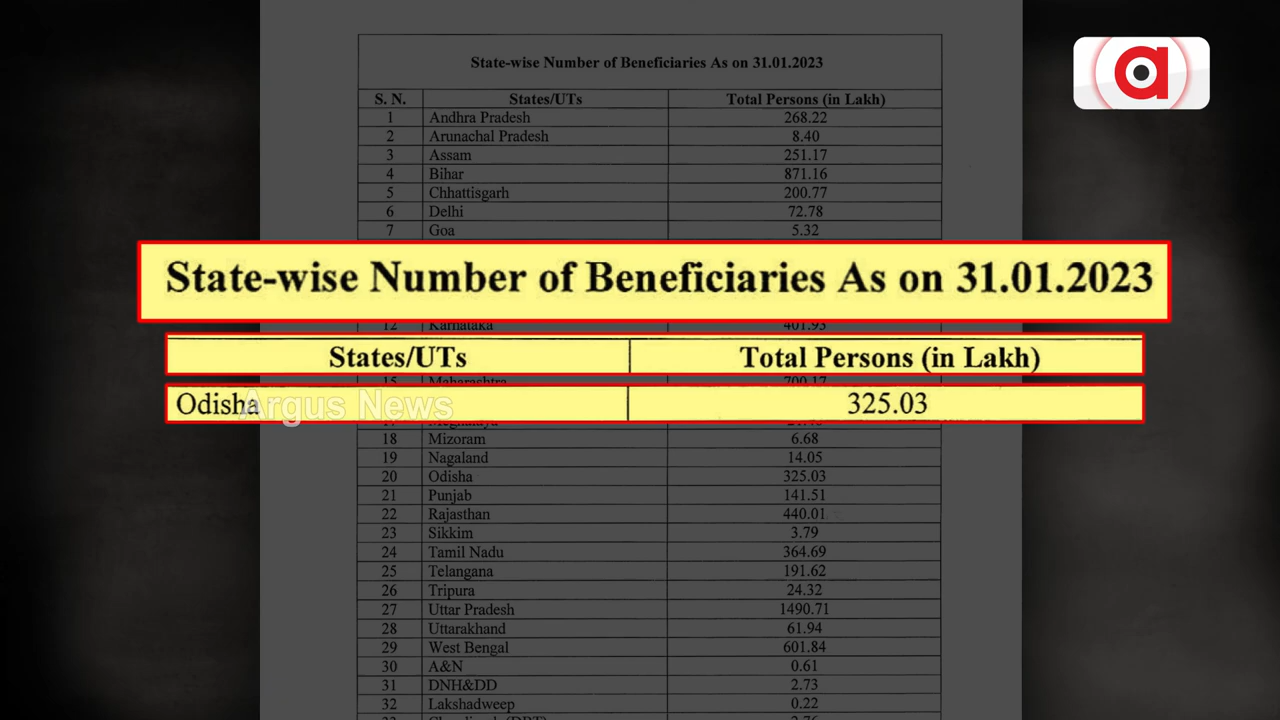 State-wise Number of Beneficiaries As on 31.01.2023
S. N. States/UTs Total Persons (in Lakh)
1 Andhra Pradesh 268.22
2 Arunachal Pradesh 8.40
3 Assam 251.17
4 Bihar 871.16
5 Chhattisgarh 200.77
6 Delhi 72.78
7 Goa 5.32
State-wise Number of Beneficiaries As on 31.01.2023
12 Karnataka 401.93
States/UTs Total Persons (in Lakh)
15 Maharashtra 700.17
Odisha 325.03
Argus News
17 Meghalaya
18 Mizoram 6.68
19 Nagaland 14.05
20 Odisha 325.03
21 Punjab 141.51
22 Rajasthan 440.01
23 Sikkim 3.79
24 Tamil Nadu 364.69
25 Telangana 191.62
26 Tripura 24.32
27 Uttar Pradesh 1490.71
28 Uttarakhand 61.94
29 West Bengal 601.84
30 A&N 0.61
31 DNH&DD 2.73
32 Lakshadweep 0.22
a